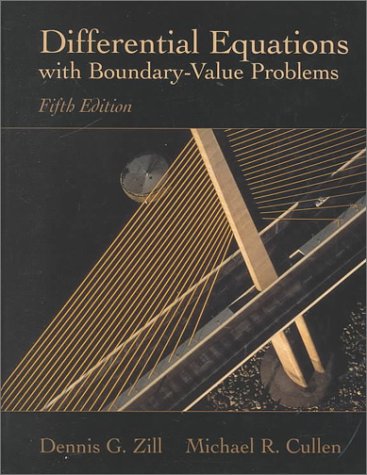 Differential Equations
with Boundary-Value Problems
Fifth Edition
Dennis G. Zill Michael R. Cullen